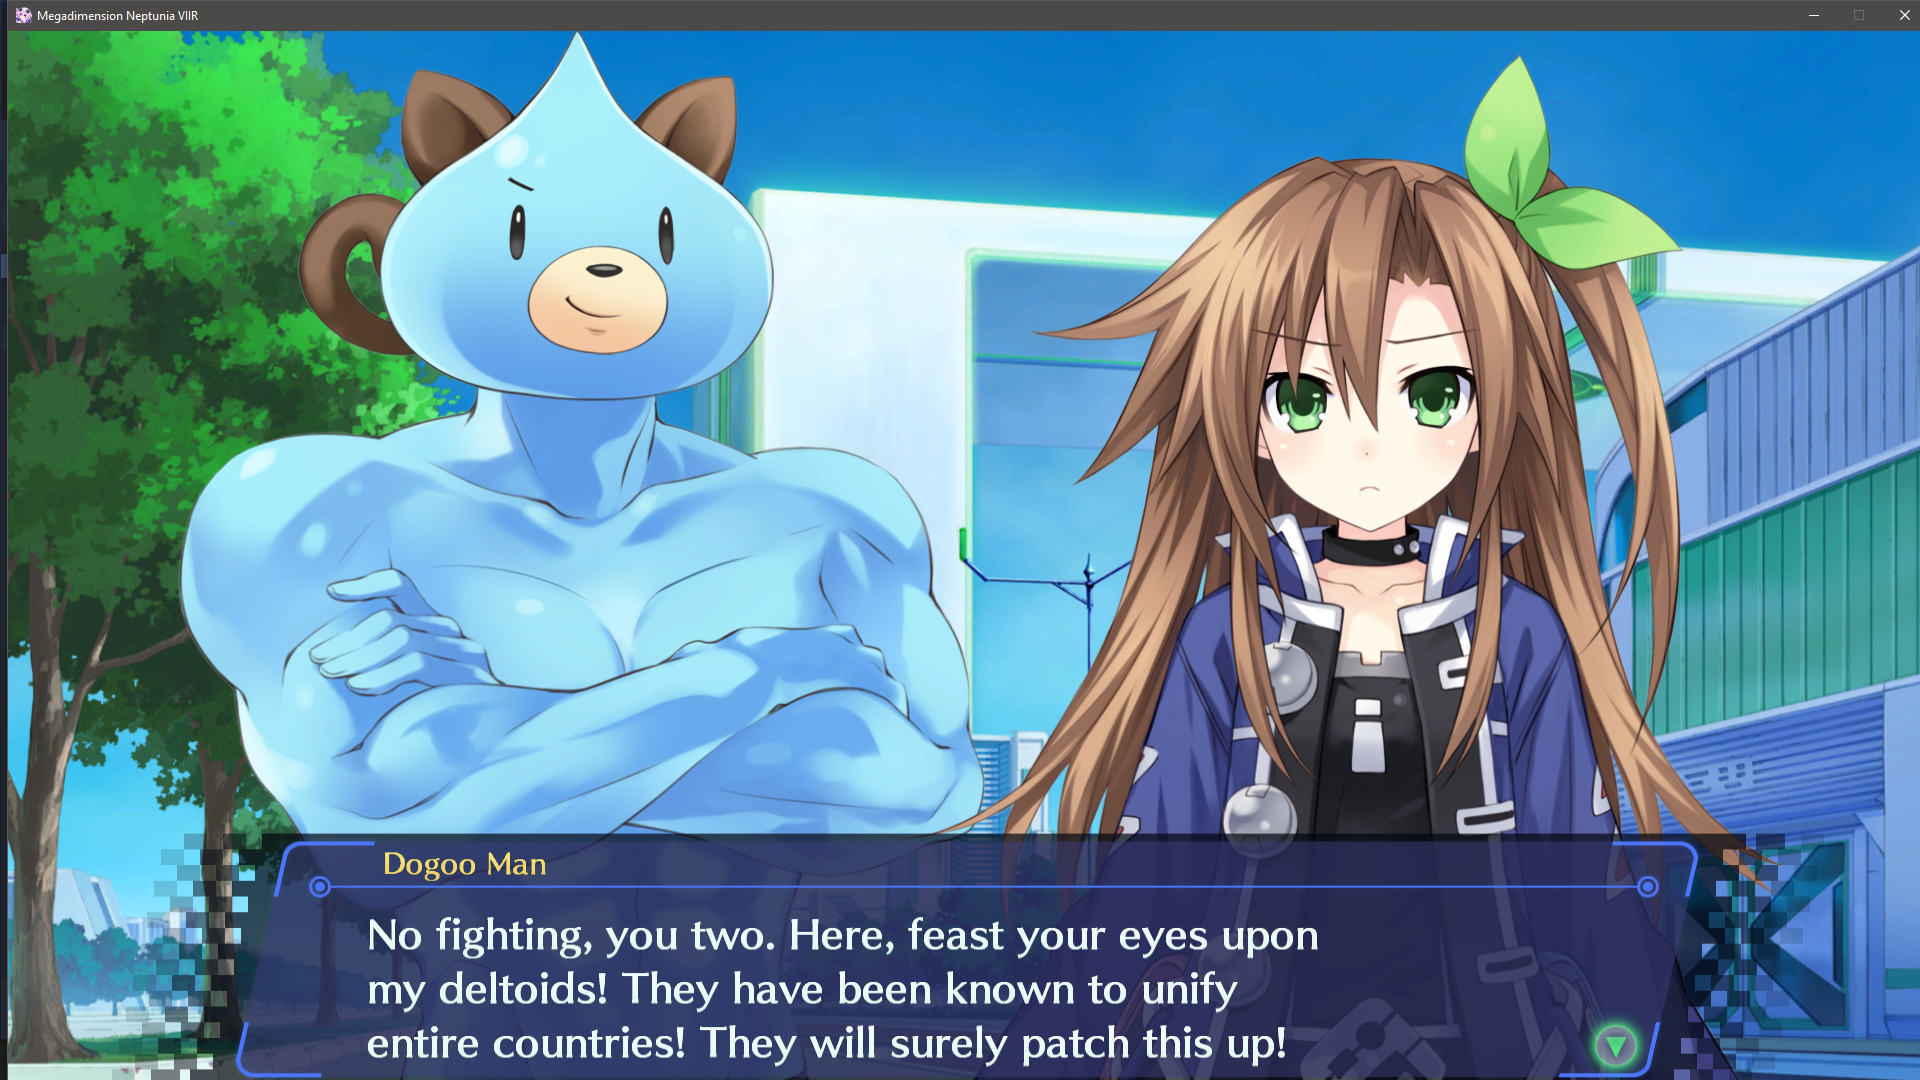 Megadimension Neptunia VIIR
Dogoo Man
No fighting, you two. Here, feast your eyes upon
my deltoids! They have been known to unify
entire countries! They will surely patch this up!